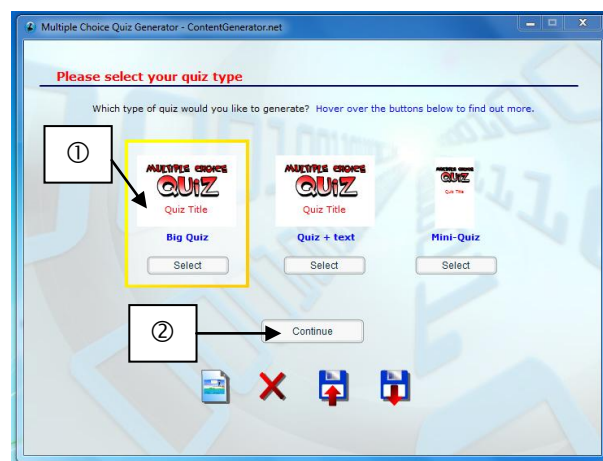 Multiple Choice Quiz Generator - ContentGenerator.net
Please select your quiz type
Which type of quiz would you like to generate? Hover over the buttons below to find out more.
①
MULTIPLE CHOICE
QUIZ
Quiz Title
Big Quiz
Select
MULTIPLE CHOICE
QUIZ
Quiz Title
Quiz + text
Select
MULTIPLE CHOICE
QUIZ
Quiz Title
Mini-Quiz
Select
②
Continue